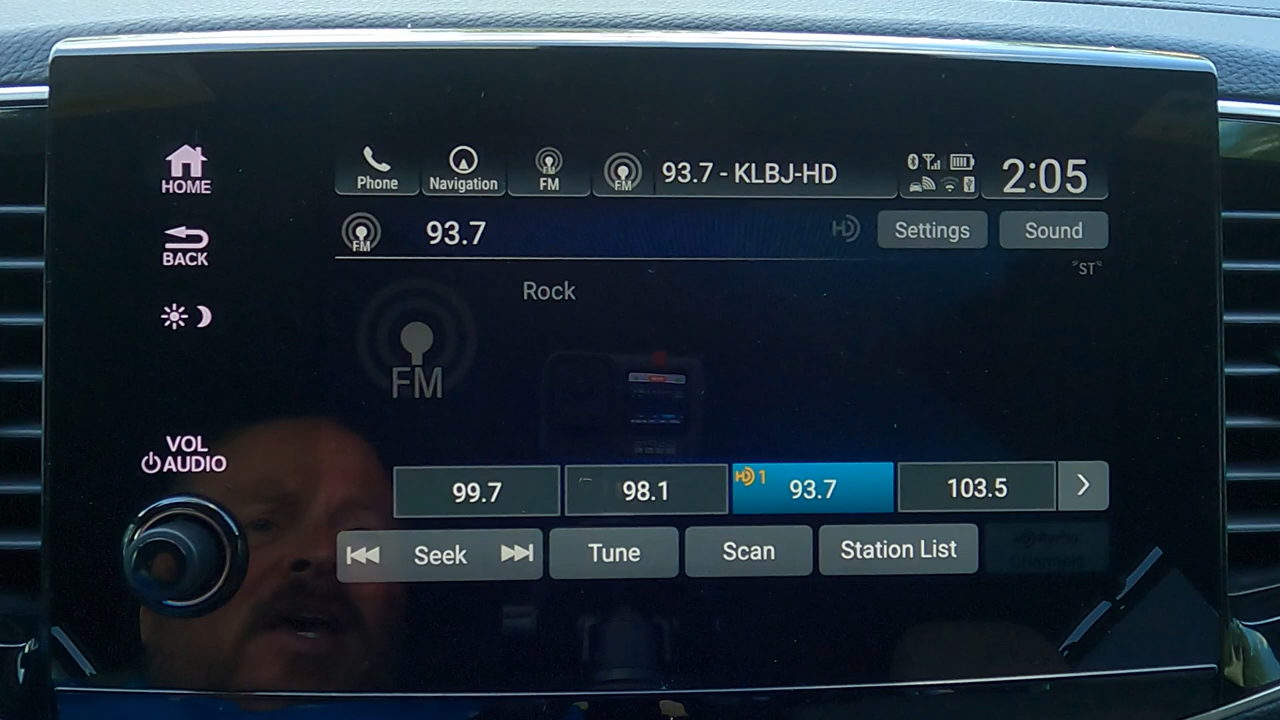 HOME
BACK
VOL
AUDIO
Phone
Navigation
FM
FM
93.7 - KLBJ-HD
2:05
FM
93.7
HD
Settings
Sound
"ST"
Rock
FM
99.7
98.1
HD 1
93.7
103.5
Seek
Tune
Scan
Station List